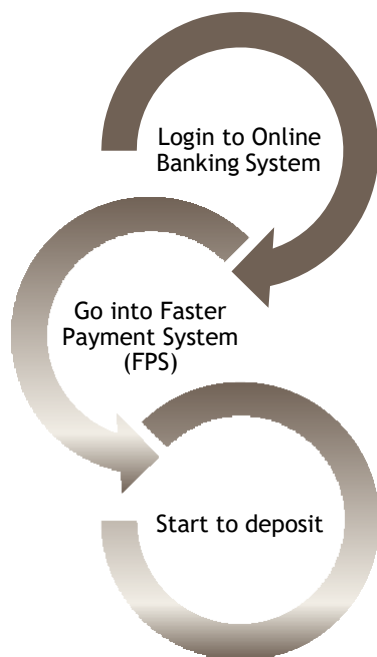 Login to Online
Banking System
Go into Faster
Payment System
(FPS)
Start to deposit